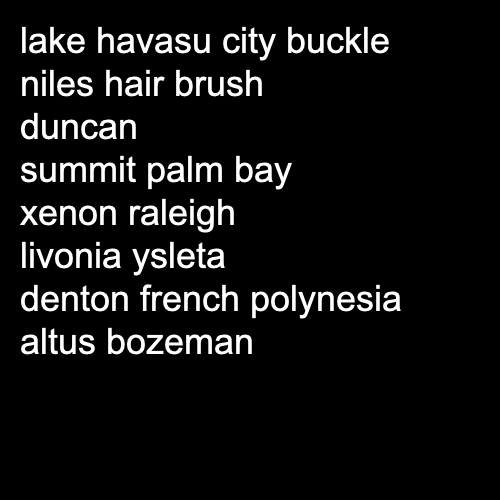 lake havasu city buckle
niles hair brush
duncan
summit palm bay
xenon raleigh
livonia ysleta
denton french polynesia
altus bozeman